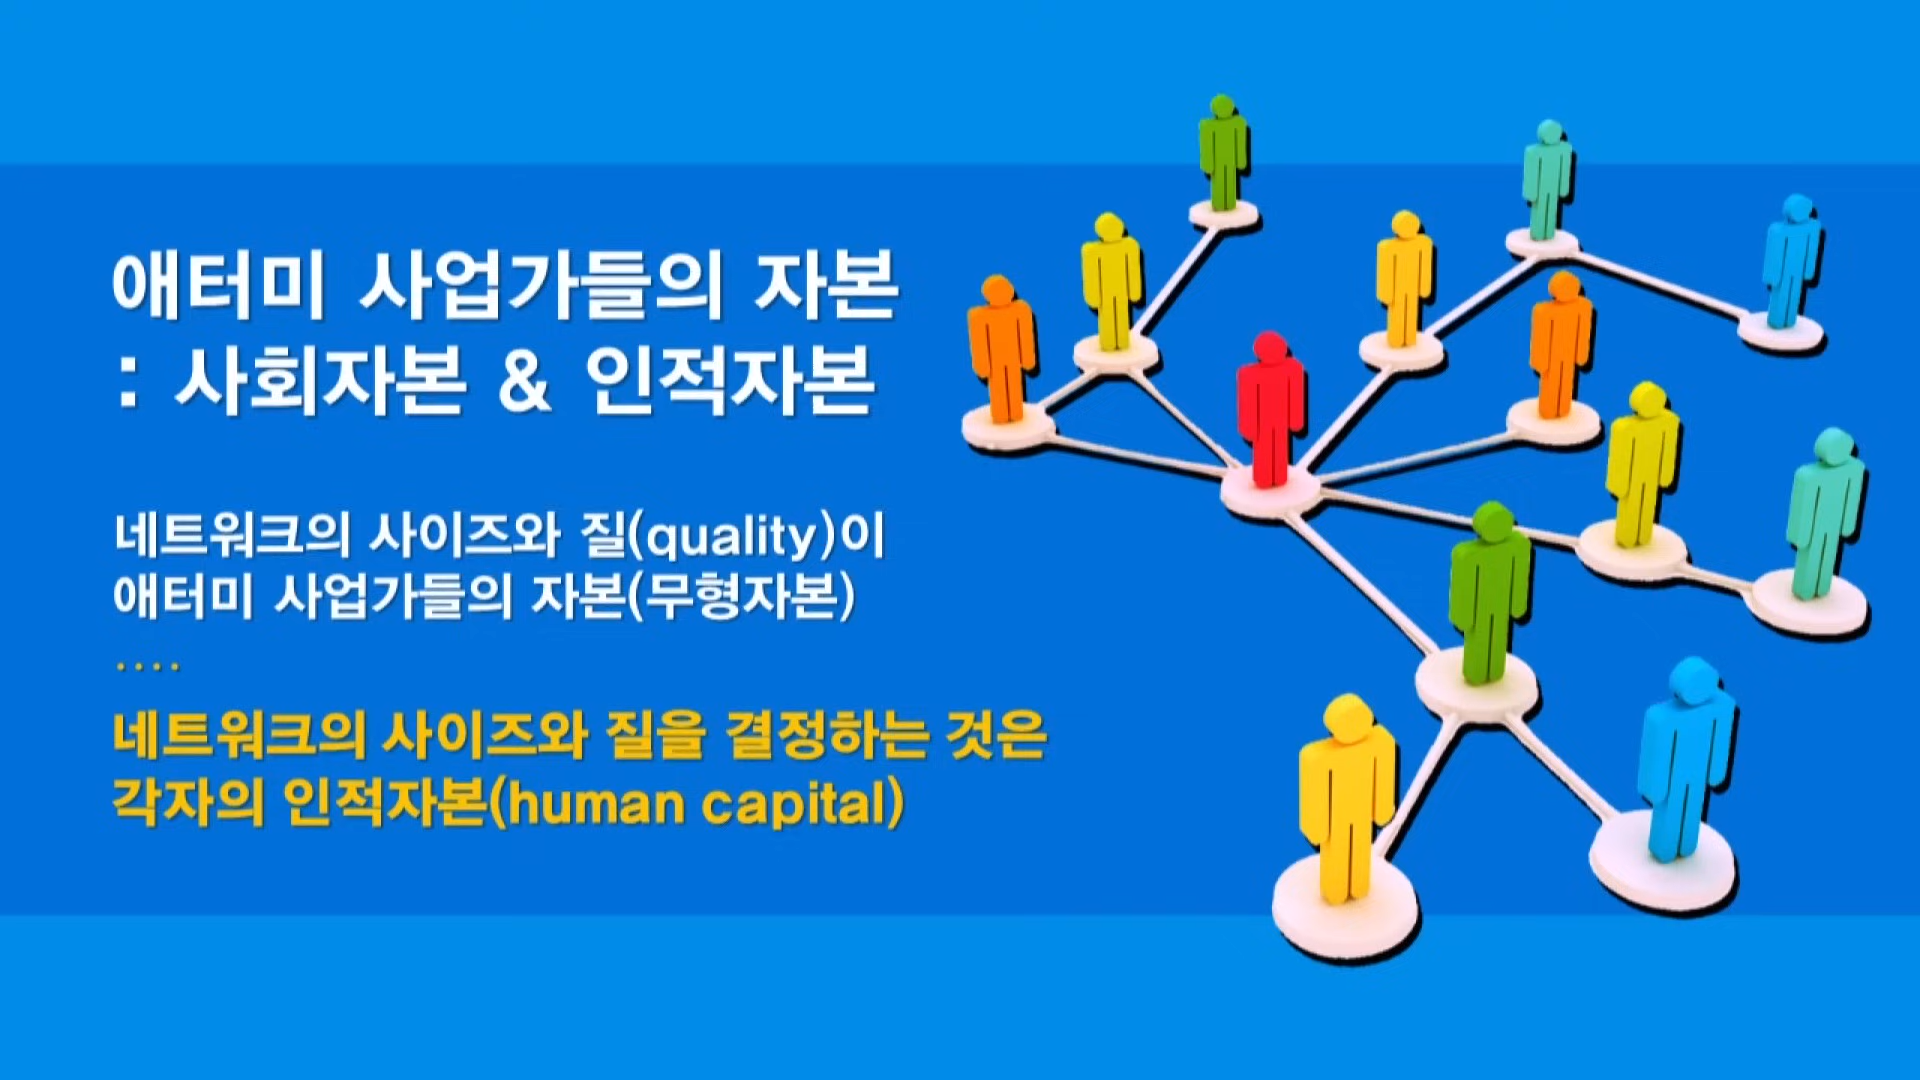 애터미 사업가들의 자본
: 사회자본 & 인적자본
네트워크의 사이즈와 질(quality)이
애터미 사업가들의 자본(무형자본)
....
네트워크의 사이즈와 질을 결정하는 것은
각자의 인적자본(human capital)